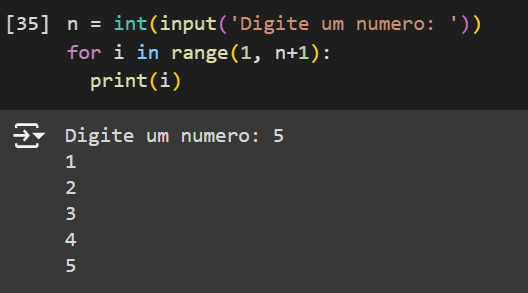 [35] n = int(input('Digite um numero: '))
for i in range(1, n+1):
  print(i)
Digite um numero: 5
1
2
3
4
5